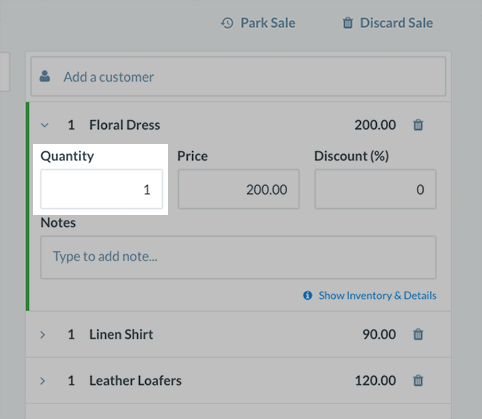 Park Sale Discard Sale
Add a customer
1 Floral Dress 200.00
Quantity Price Discount (%)
1 200.00 0
Notes
Type to add note...
Show Inventory & Details
1 Linen Shirt 90.00
1 Leather Loafers 120.00